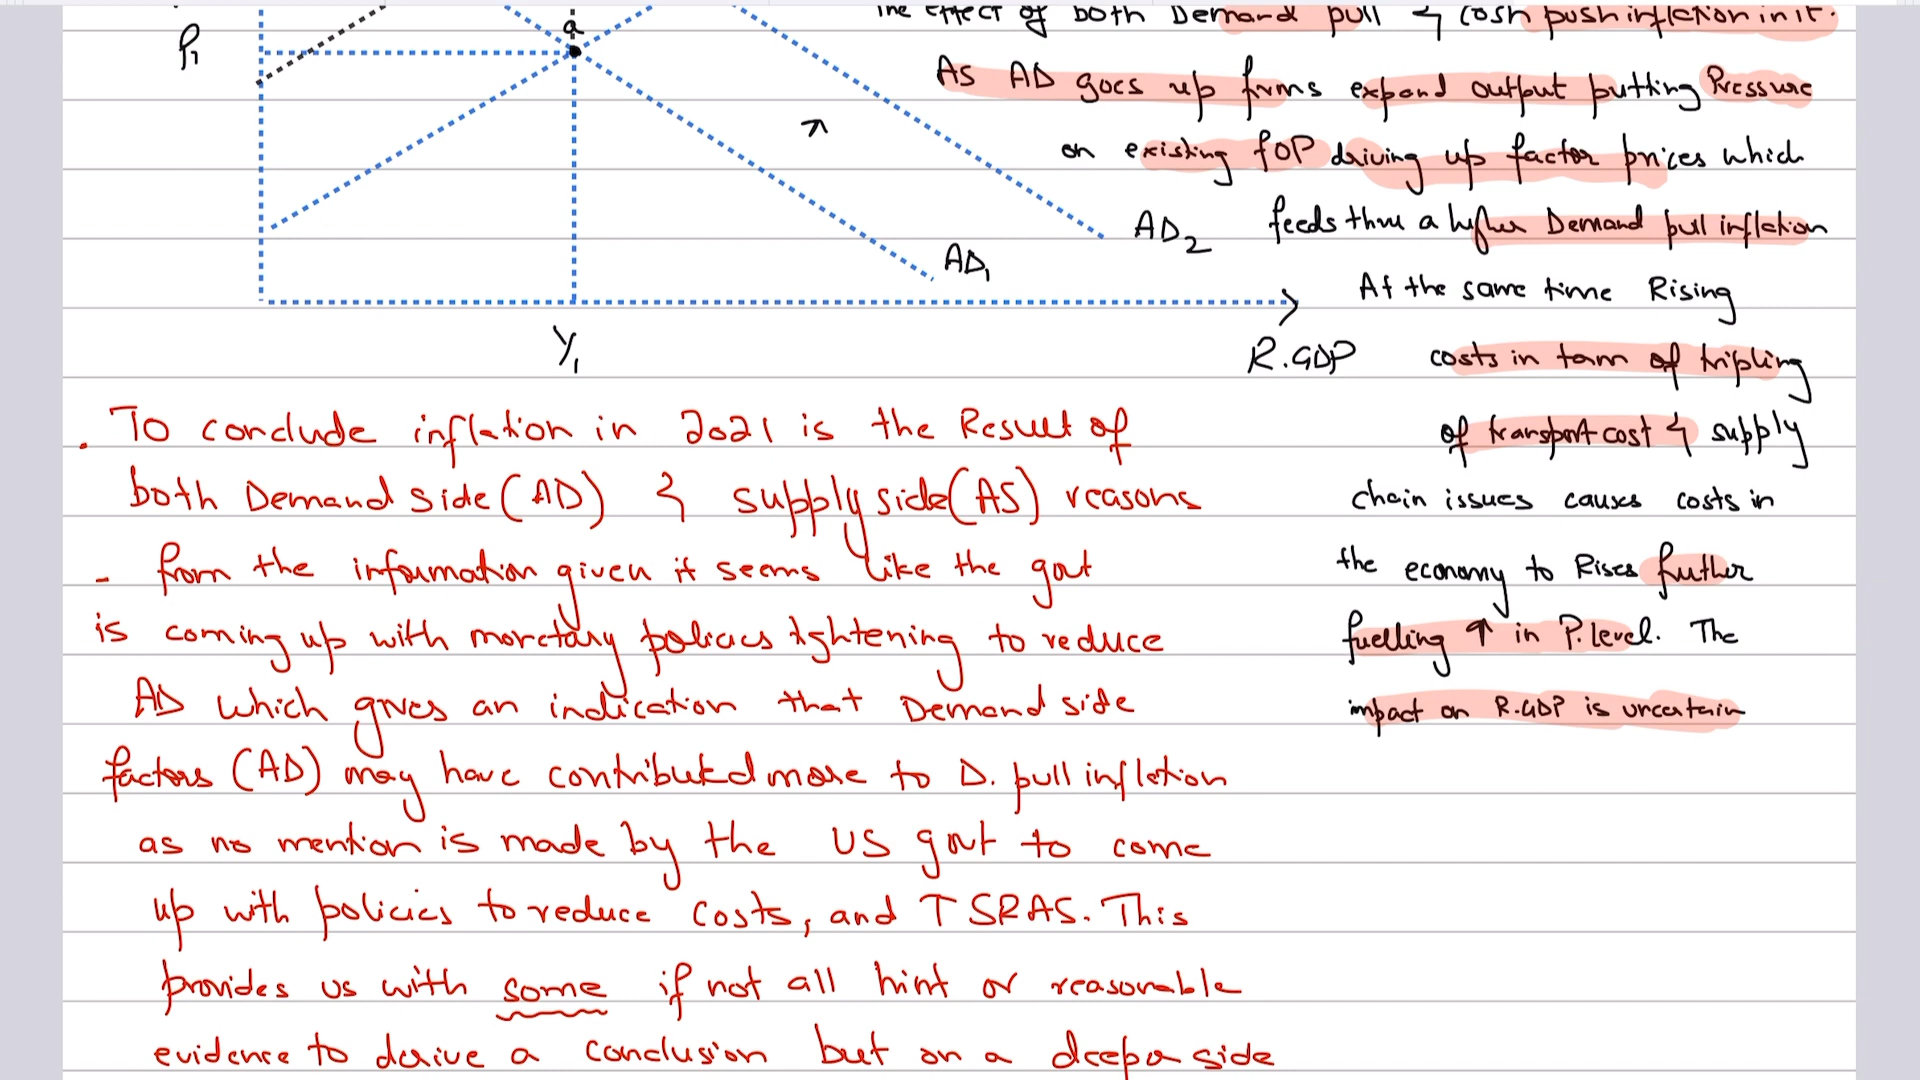 The effect of both Demand pull & Cosh push inflation in it.
As AD goes up firms expand output putting Pressure
on existing FOP driving up factor prices which
feeds thru a higher Demand pull inflation
At the same time Rising
costs in tarm of tripling
of transport cost & supply
chain issues causes costs in
the economy to Rises further
fuelling ↑ in P.level. The
impact on R.GDP is uncertain
P1
a
AD2
AD1
Y1
R.GDP
. To conclude inflation in 2021 is the Result of
both Demand side (AD) & supply side (AS) reasons
- from the information given it seems like the govt
is coming up with monetary policies tightening to reduce
AD which gives an indication that Demand side
factors (AD) may have contributed more to D. pull inflation
as no mention is made by the US govt to come
up with policies to reduce costs, and ↑ SRAS. This
provides us with some if not all hint or reasonable
evidence to derive a conclusion but on a deeper side